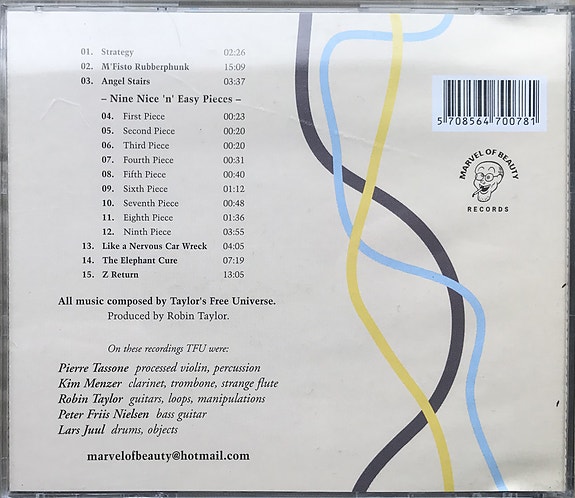 01. Strategy 02:26
02. M'Fisto Rubberphunk 15:09
03. Angel Stairs 03:37
– Nine Nice 'n' Easy Pieces –
04. First Piece 00:23
05. Second Piece 00:20
06. Third Piece 00:20
07. Fourth Piece 00:31
08. Fifth Piece 00:40
09. Sixth Piece 01:12
10. Seventh Piece 00:48
11. Eighth Piece 01:36
12. Ninth Piece 03:55
13. Like a Nervous Car Wreck 04:05
14. The Elephant Cure 07:19
15. Z Return 13:05
All music composed by Taylor's Free Universe.
Produced by Robin Taylor.
On these recordings TFU were:
Pierre Tassone processed violin, percussion
Kim Menzer clarinet, trombone, strange flute
Robin Taylor guitars, loops, manipulations
Peter Friis Nielsen bass guitar
Lars Juul drums, objects
marvelofbeauty@hotmail.com
5 708564 700781
MARVEL OF BEAUTY
RECORDS